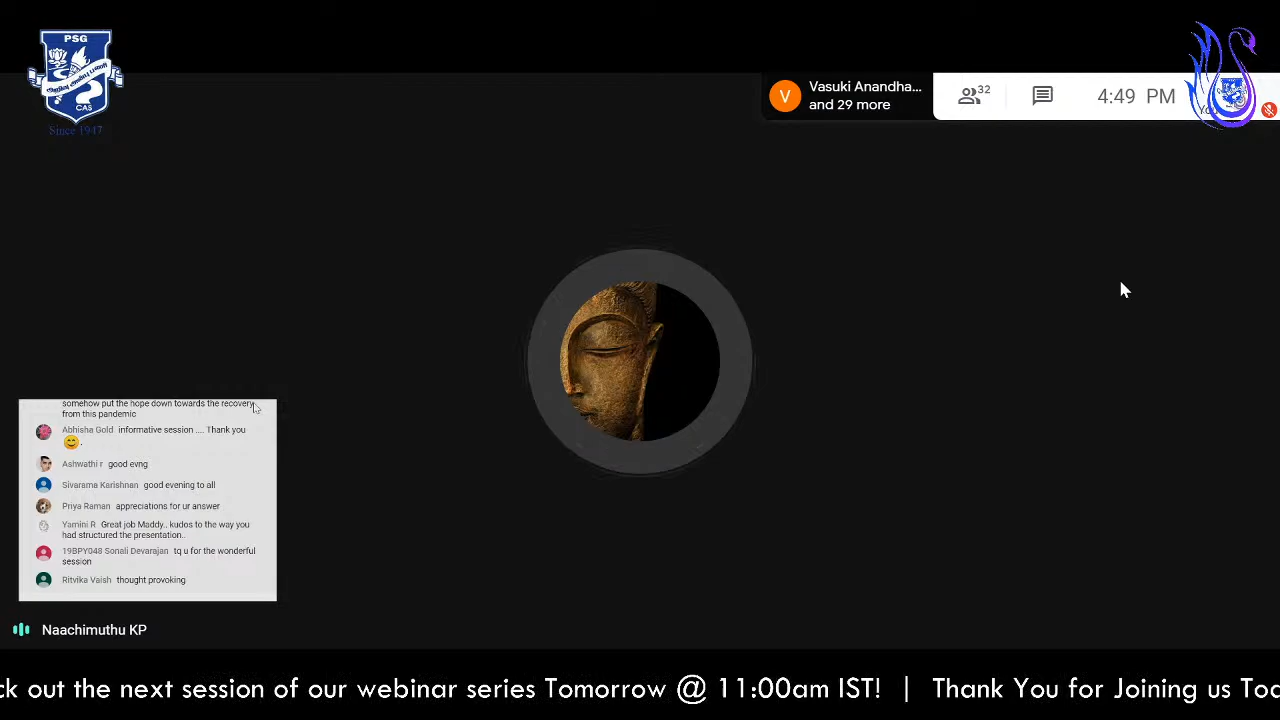 PSG
CAS
Since 1947
Vasuki Anandha...
and 29 more
32
4:49 PM
somehow put the hope down towards the recovery
from this pandemic
Abhisha Gold informative session .... Thank you
😊 .
Ashwathi r good evng
Sivarama Karishnan good evening to all
Priya Raman appreciations for ur answer
Yamini R Great job Maddy.. kudos to the way you
had structured the presentation..
19BPY048 Sonali Devarajan tq u for the wonderful
session
Ritvika Vaish thought provoking
Naachimuthu KP
ck out the next session of our webinar series Tomorrow @ 11:00am IST! | Thank You for Joining us Tod